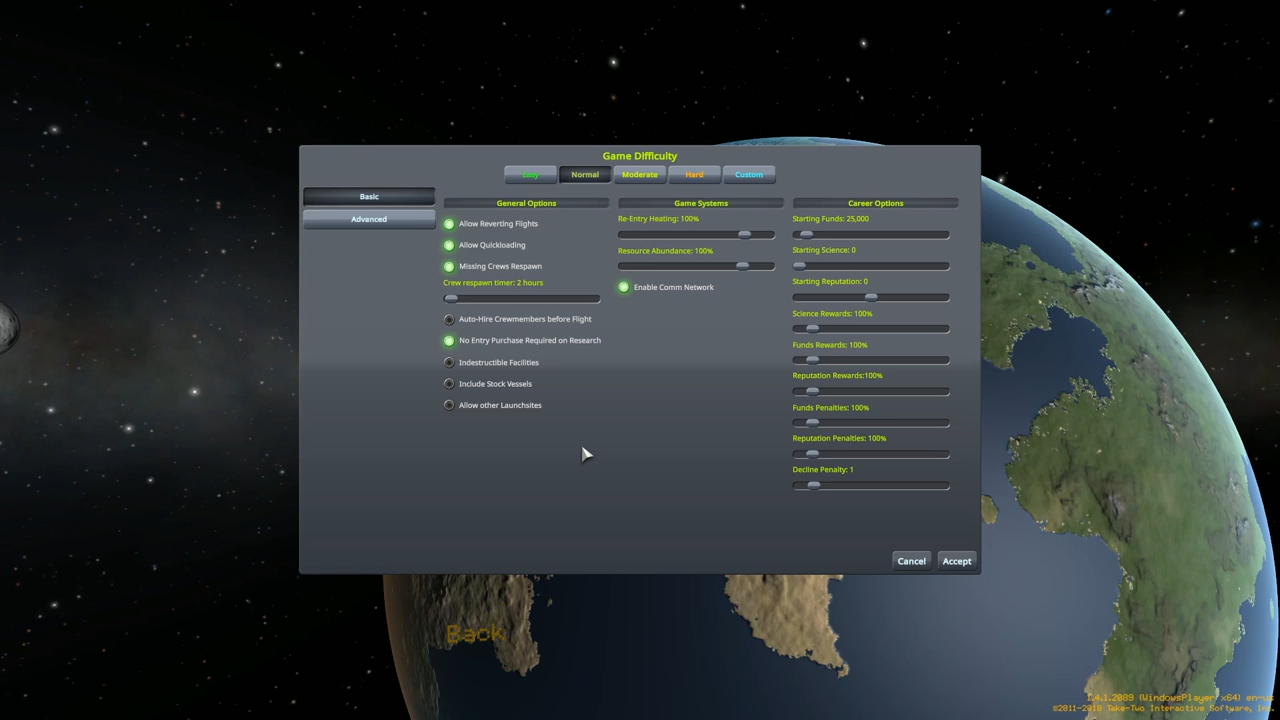 Game Difficulty
Easy
Normal
Moderate
Hard
Custom
Basic
Advanced
General Options
Allow Reverting Flights
Allow Quickloading
Missing Crews Respawn
Crew respawn timer: 2 hours
Auto-Hire Crewmembers before Flight
No Entry Purchase Required on Research
Indestructible Facilities
Include Stock Vessels
Allow other Launchsites
Game Systems
Re-Entry Heating: 100%
Resource Abundance: 100%
Enable Comm Network
Career Options
Starting Funds: 25,000
Starting Science: 0
Starting Reputation: 0
Science Rewards: 100%
Funds Rewards: 100%
Reputation Rewards:100%
Funds Penalties: 100%
Reputation Penalties: 100%
Decline Penalty: 1
Cancel
Accept
Back
1.4.1.2089 (WindowsPlayer x64) en-us
©2011-2018 Take-Two Interactive Software, Inc.